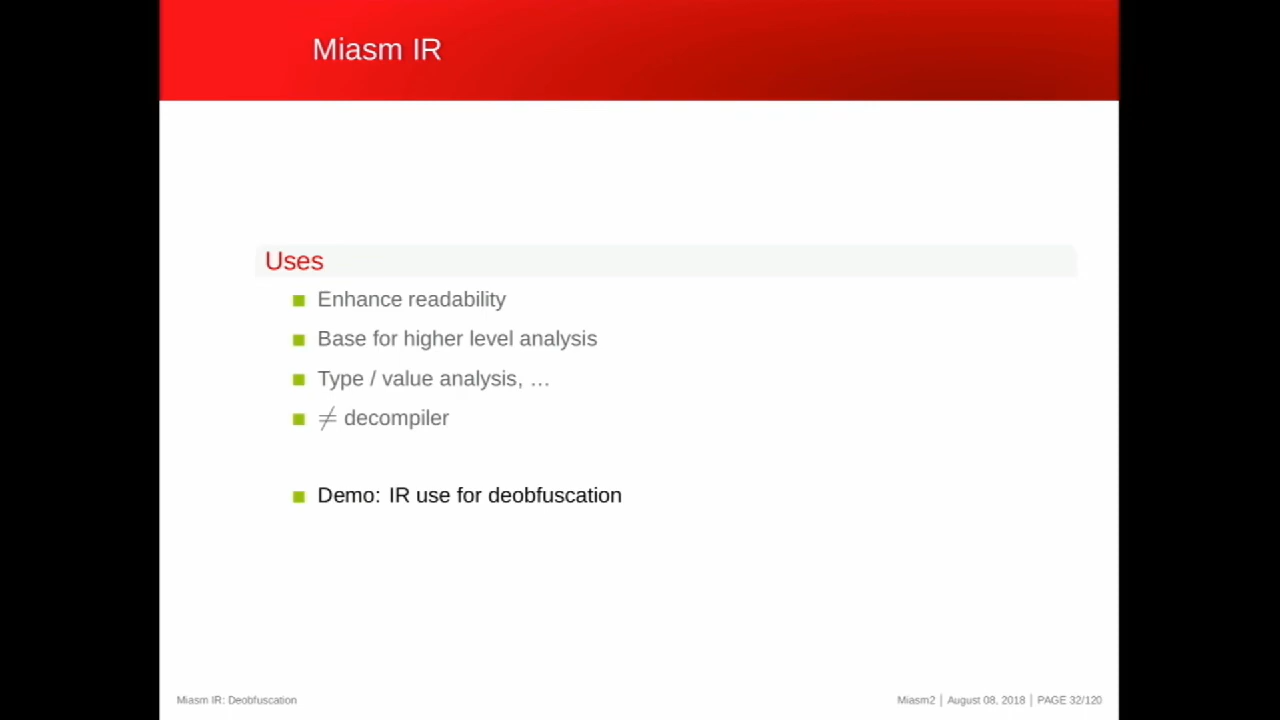 Miasm IR
Uses
Enhance readability
Base for higher level analysis
Type / value analysis, …
≠ decompiler
Demo: IR use for deobfuscation
Miasm IR: Deobfuscation
Miasm2 | August 08, 2018 | PAGE 32/120